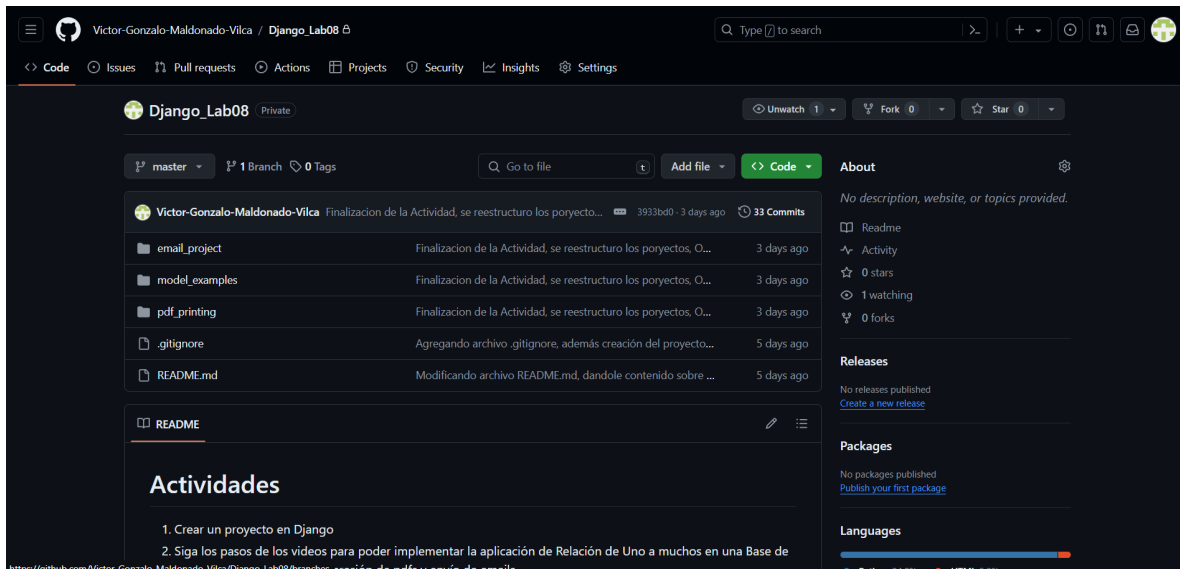 Victor-Gonzalo-Maldonado-Vilca / Django_Lab08
Type / to search
Code Issues Pull requests Actions Projects Security Insights Settings
Django_Lab08 Private
Unwatch 1 Fork 0 Star 0
master 1 Branch 0 Tags Go to file t Add file Code
Victor-Gonzalo-Maldonado-Vilca Finalizacion de la Actividad, se reestructuro los poryecto... 3933bd0 · 3 days ago 33 Commits
email_project Finalizacion de la Actividad, se reestructuro los poryectos, O... 3 days ago
model_examples Finalizacion de la Actividad, se reestructuro los poryectos, O... 3 days ago
pdf_printing Finalizacion de la Actividad, se reestructuro los poryectos, O... 3 days ago
.gitignore Agregando archivo .gitignore, además creación del proyecto... 5 days ago
README.md Modificando archivo README.md, dandole contenido sobre ... 5 days ago
README
Actividades
1. Crear un proyecto en Django
2. Siga los pasos de los videos para poder implementar la aplicación de Relación de Uno a muchos en una Base de
https://github.com/Victor-Gonzalo-Maldonado-Vilca/Django_Lab08/branches
About
No description, website, or topics provided.
Readme
Activity
0 stars
1 watching
0 forks
Releases
No releases published
Create a new release
Packages
No packages published
Publish your first package
Languages